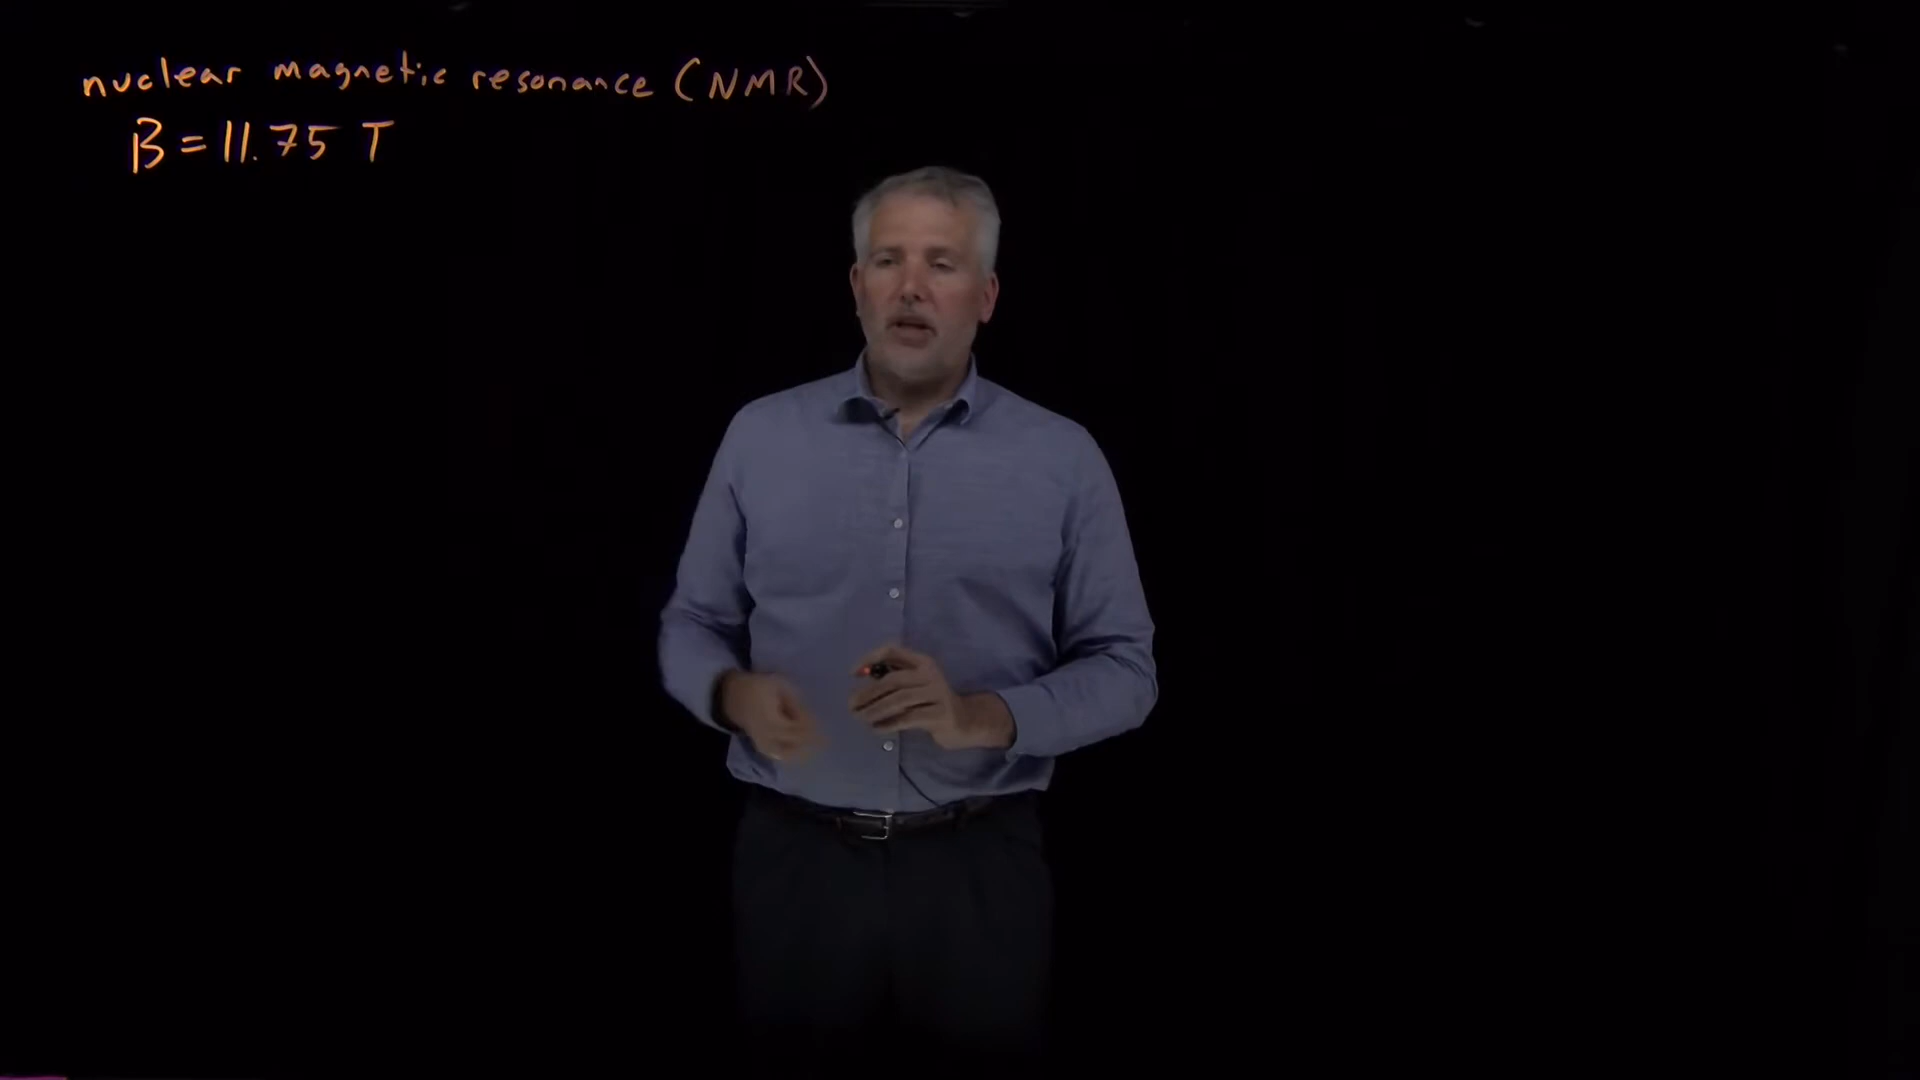 nuclear magnetic resonance (NMR)
B = 11.75 T